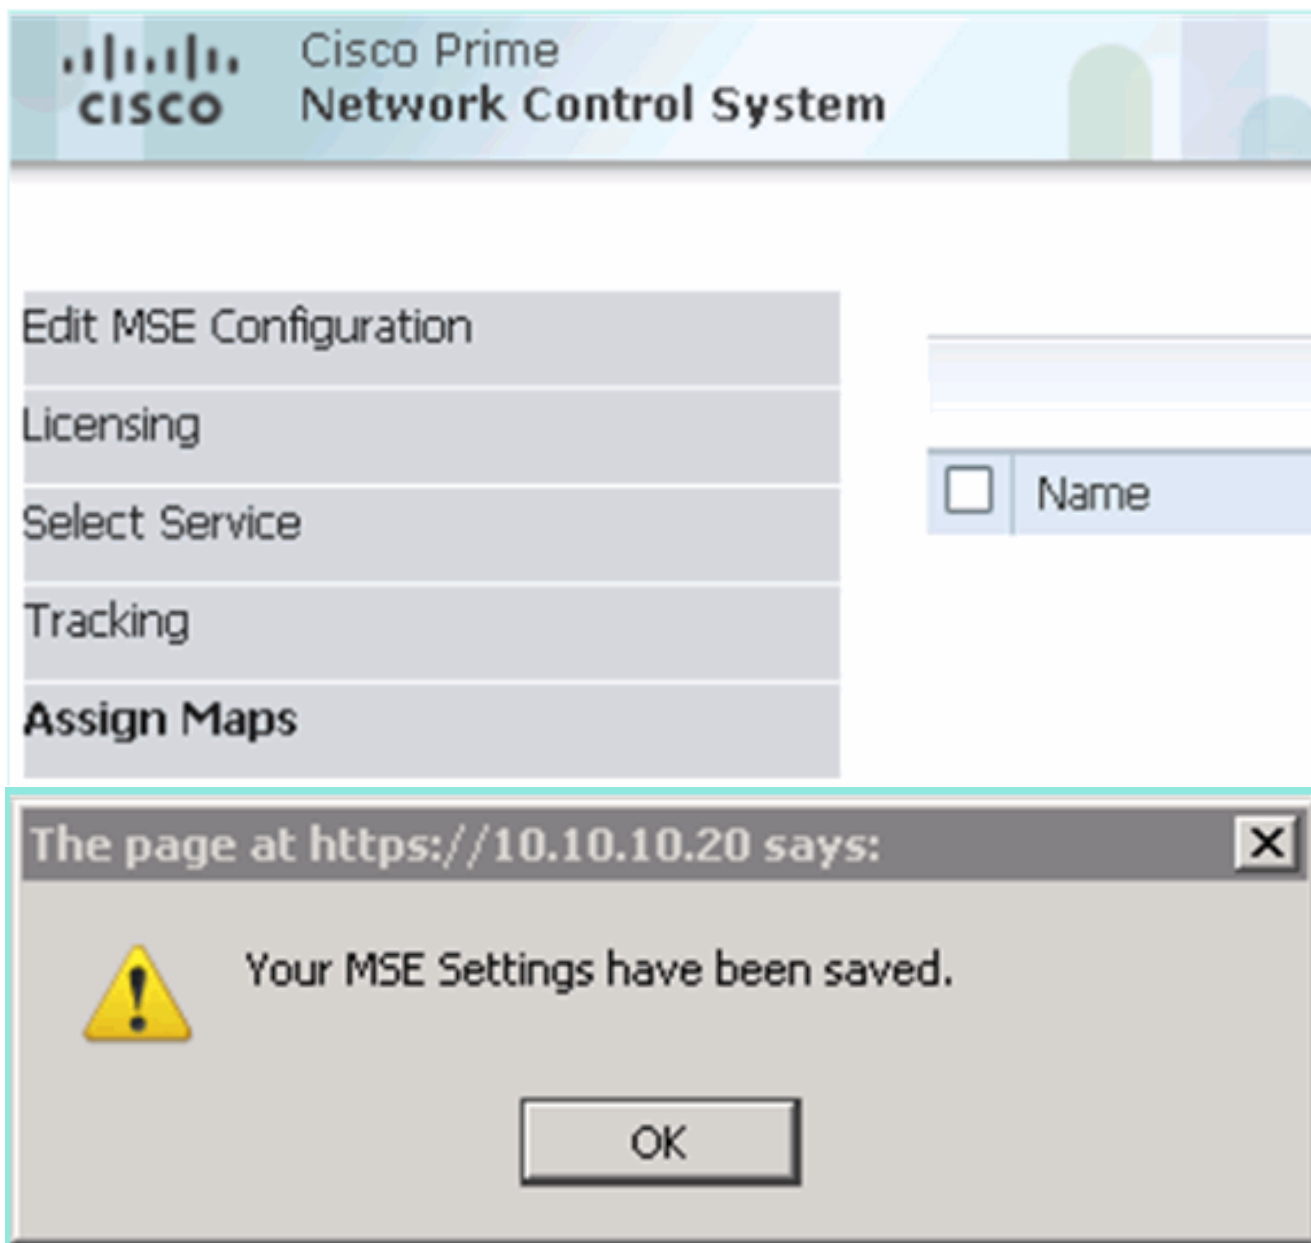 Cisco Prime
CISCO
Network Control System
Edit MSE Configuration
Licensing
Select Service
Tracking
Assign Maps
Name
The page at https://10.10.10.20 says:
Your MSE Settings have been saved.
OK